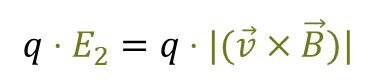 q · E₂ = q · |(v⃗ × B⃗)|